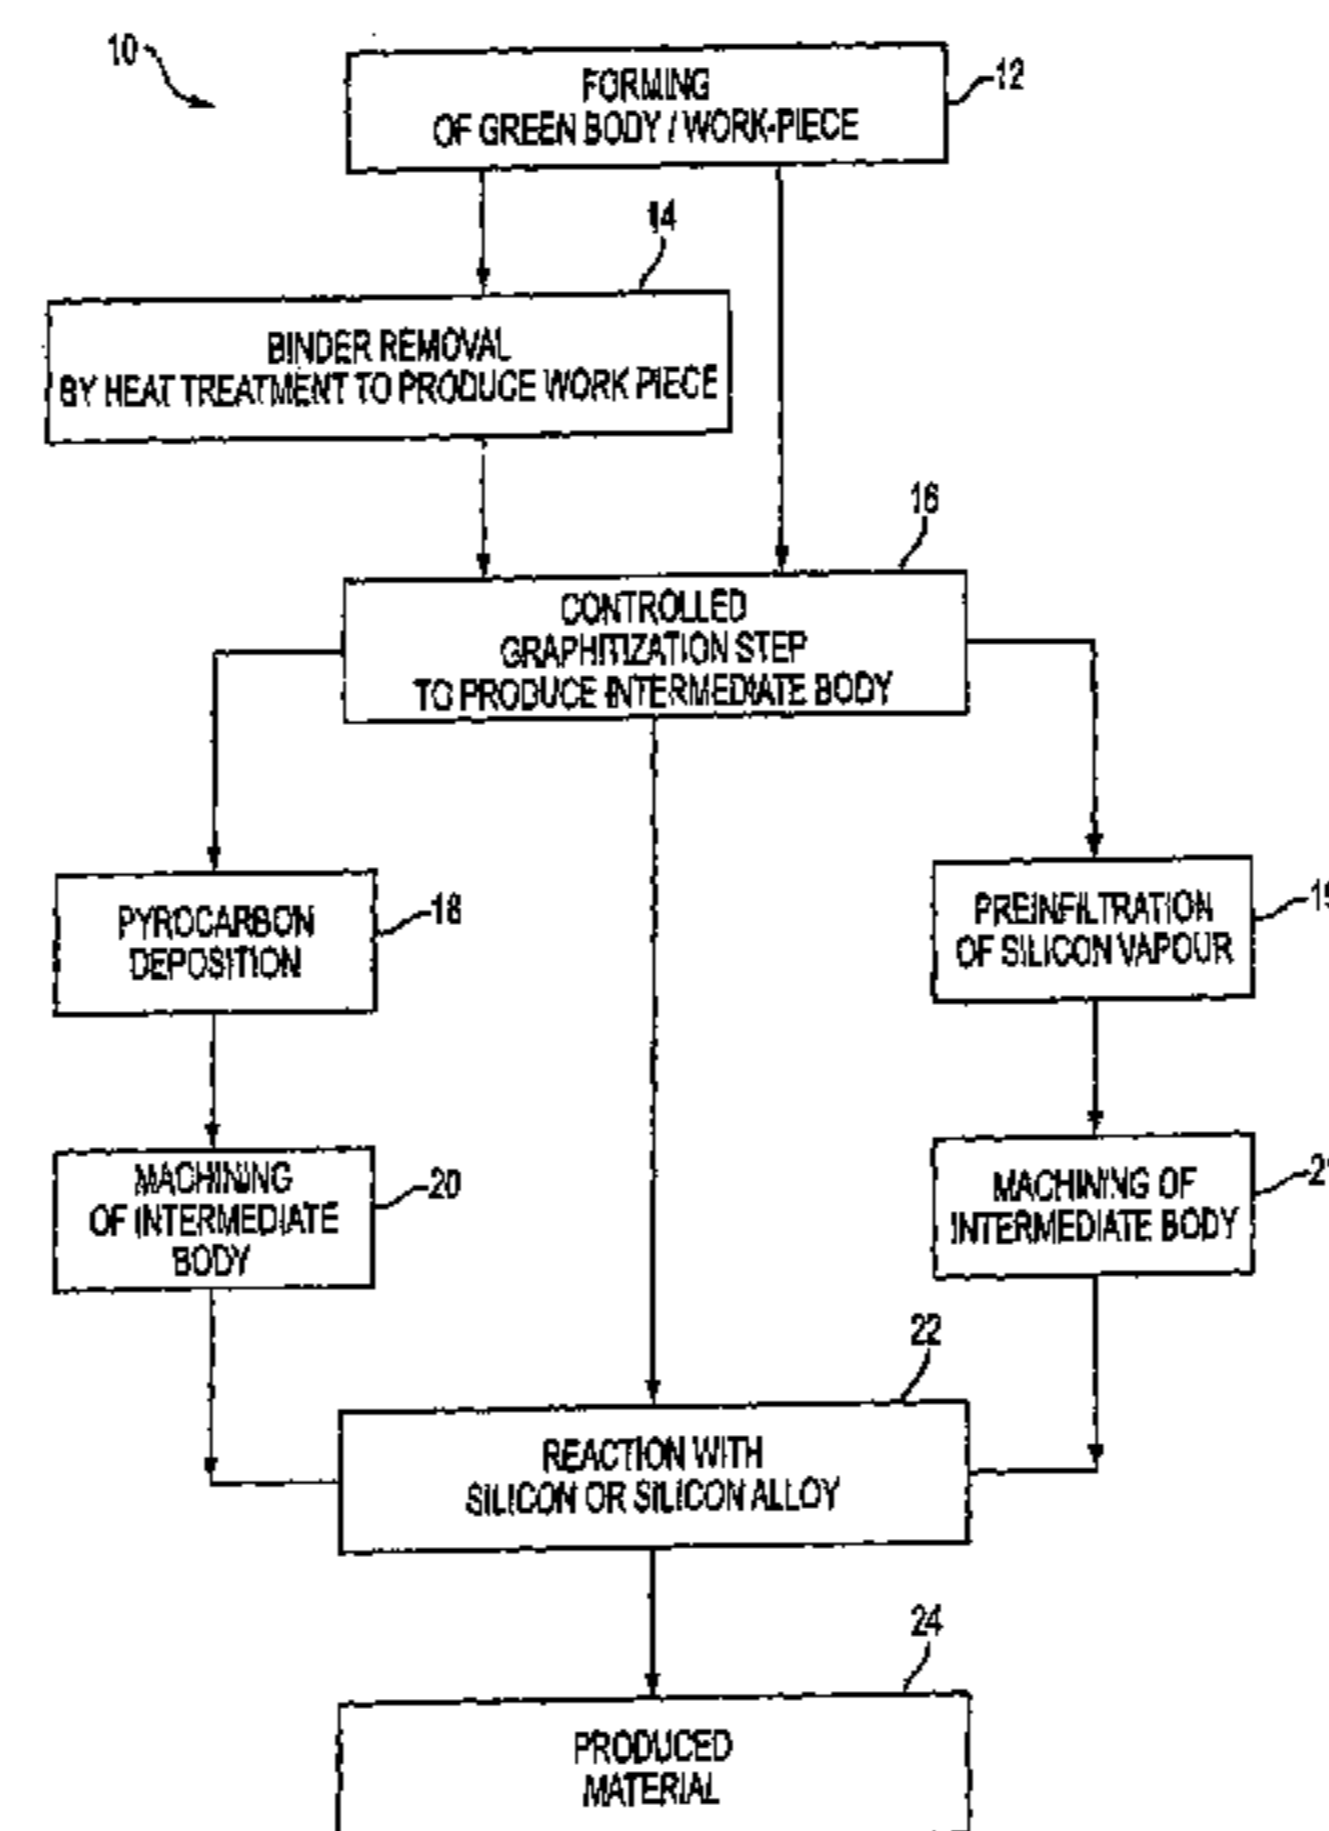 10
12
FORMING
OF GREEN BODY / WORK-PIECE
14
BINDER REMOVAL
BY HEAT TREATMENT TO PRODUCE WORK PIECE
16
CONTROLLED
GRAPHITIZATION STEP
TO PRODUCE INTERMEDIATE BODY
18
PYROCARBON
DEPOSITION
PREINFILTRATION
OF SILICON VAPOUR
20
MACHINING
OF INTERMEDIATE
BODY
MACHINING OF
INTERMEDIATE BODY
22
REACTION WITH
SILICON OR SILICON ALLOY
24
PRODUCED
MATERIAL